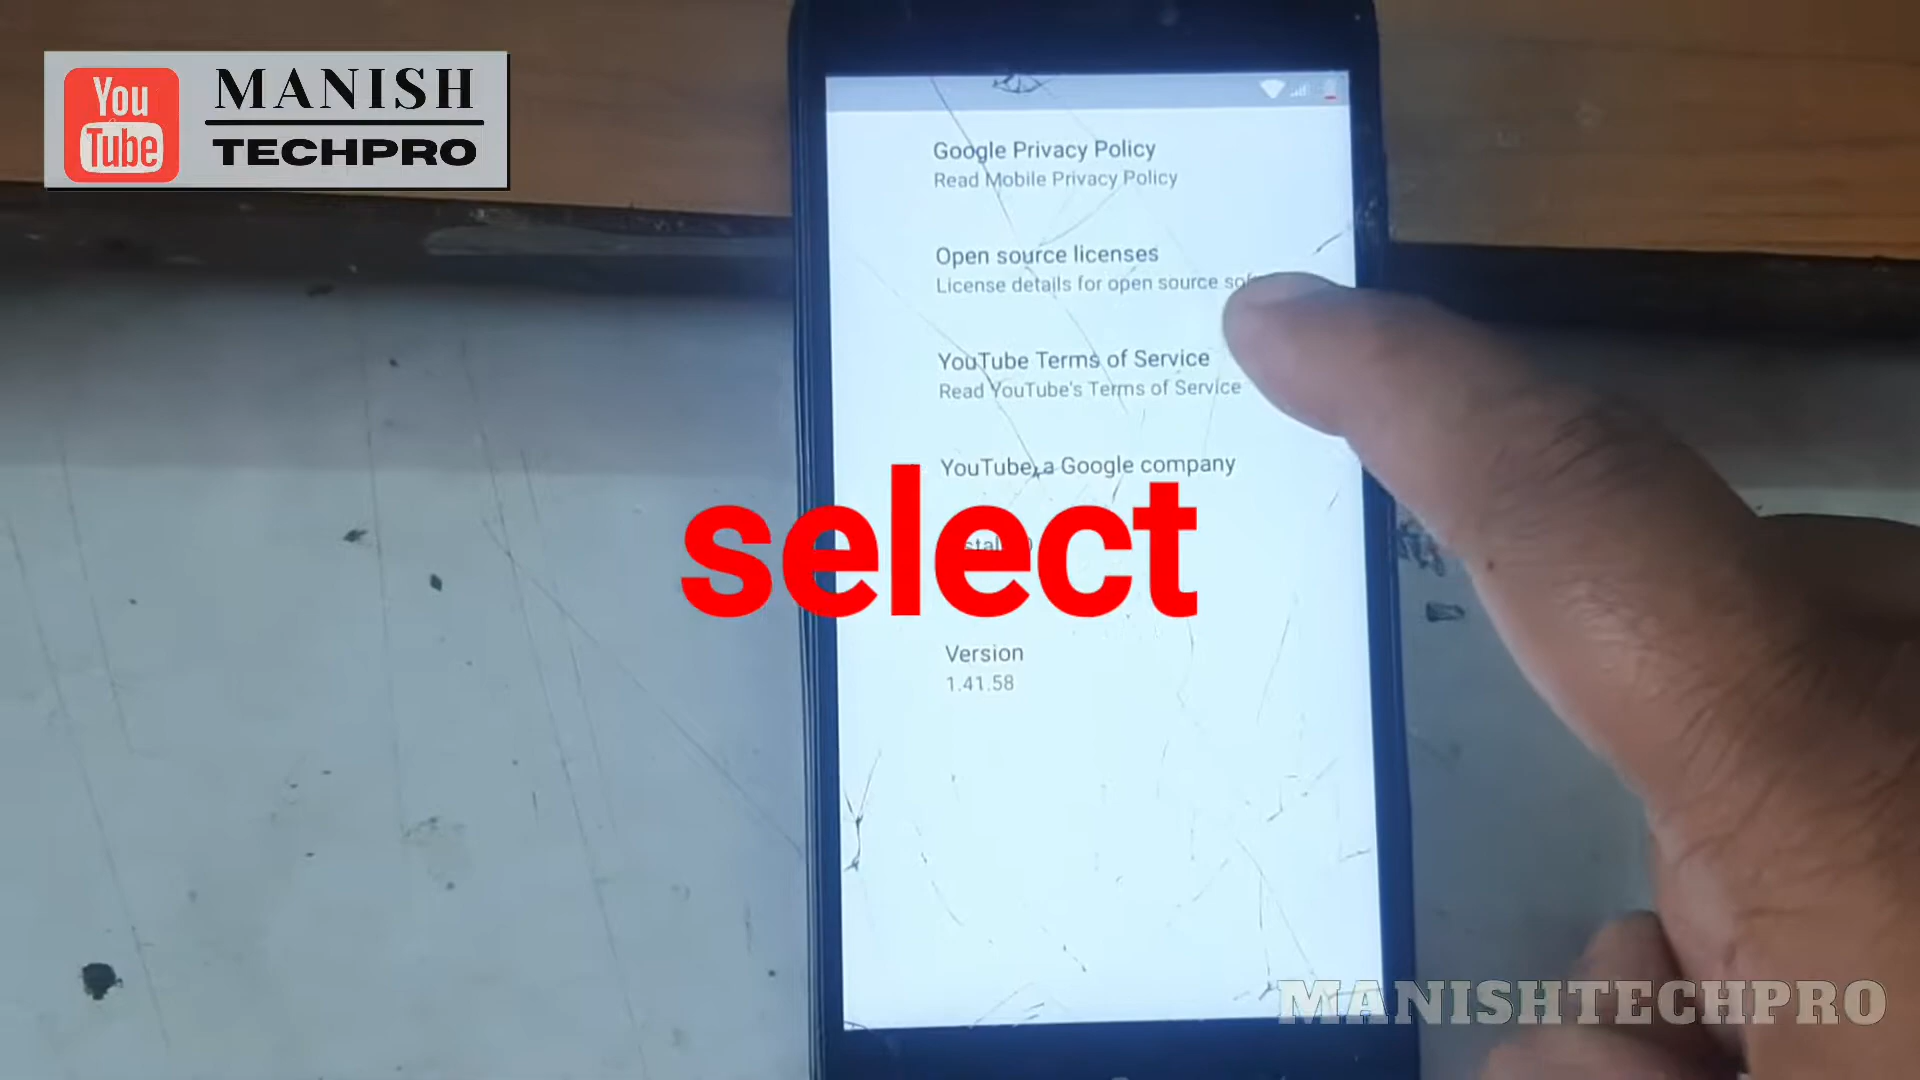 You
Tube
MANISH
TECHPRO
Google Privacy Policy
Read Mobile Privacy Policy
Open source licenses
License details for open source
YouTube Terms of Service
Read YouTube's Terms of Service
YouTube, a Google company
select
Version
1.41.58
MANISHTECHPRO